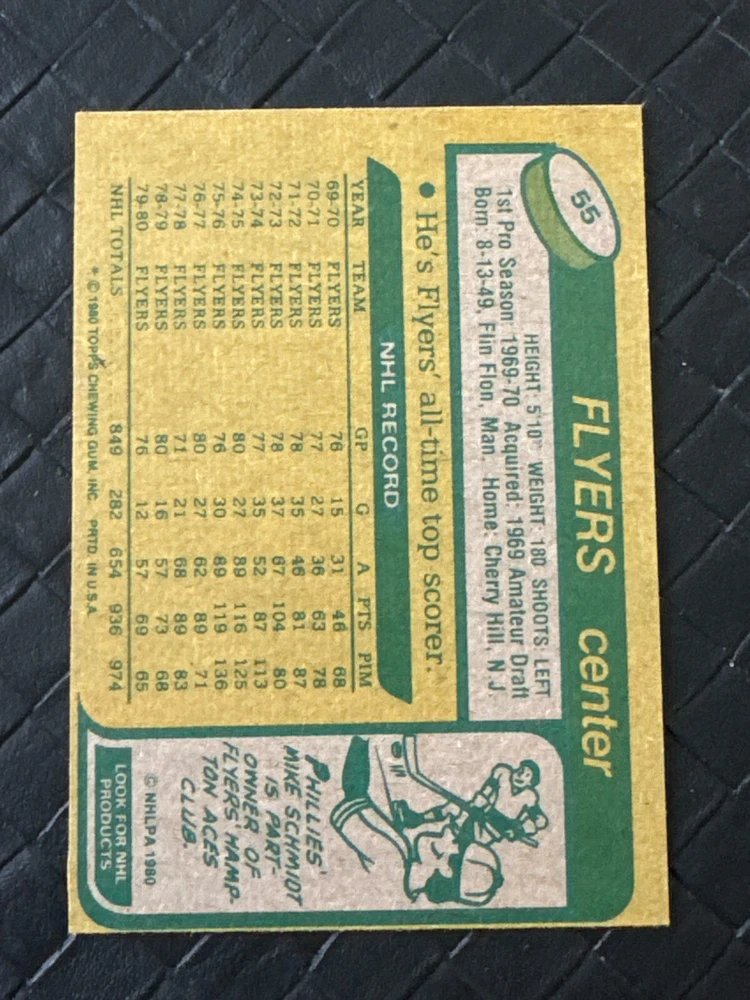 55
FLYERS center
HEIGHT: 5'10" WEIGHT: 180 SHOOTS: LEFT
1st Pro Season: 1969-70 Acquired: 1969 Amateur Draft
Born: 8-13-49, Flin Flon, Man. Home: Cherry Hill, N.J.
● He's Flyers' all-time top scorer.
NHL RECORD
YEAR TEAM GP G A PTS PIM
69-70 FLYERS 76 15 31 46 68
70-71 FLYERS 77 27 36 63 78
71-72 FLYERS 78 35 46 81 87
72-73 FLYERS 78 37 67 104 80
73-74 FLYERS 77 35 52 87 113
74-75 FLYERS 80 27 89 116 125
75-76 FLYERS 76 30 89 119 136
76-77 FLYERS 80 27 62 89 71
77-78 FLYERS 71 21 68 89 83
78-79 FLYERS 80 16 57 73 68
79-80 FLYERS 76 12 57 69 65
NHL TOTALS 849 282 654 936 974
* © 1980 TOPPS CHEWING GUM, INC. PRTD. IN U.S.A.
PHILLIES'
MIKE SCHMIDT
IS PART-
OWNER OF
FLYERS HAMP-
TON ACES
CLUB.
© NHLPA 1980
LOOK FOR NHL
PRODUCTS